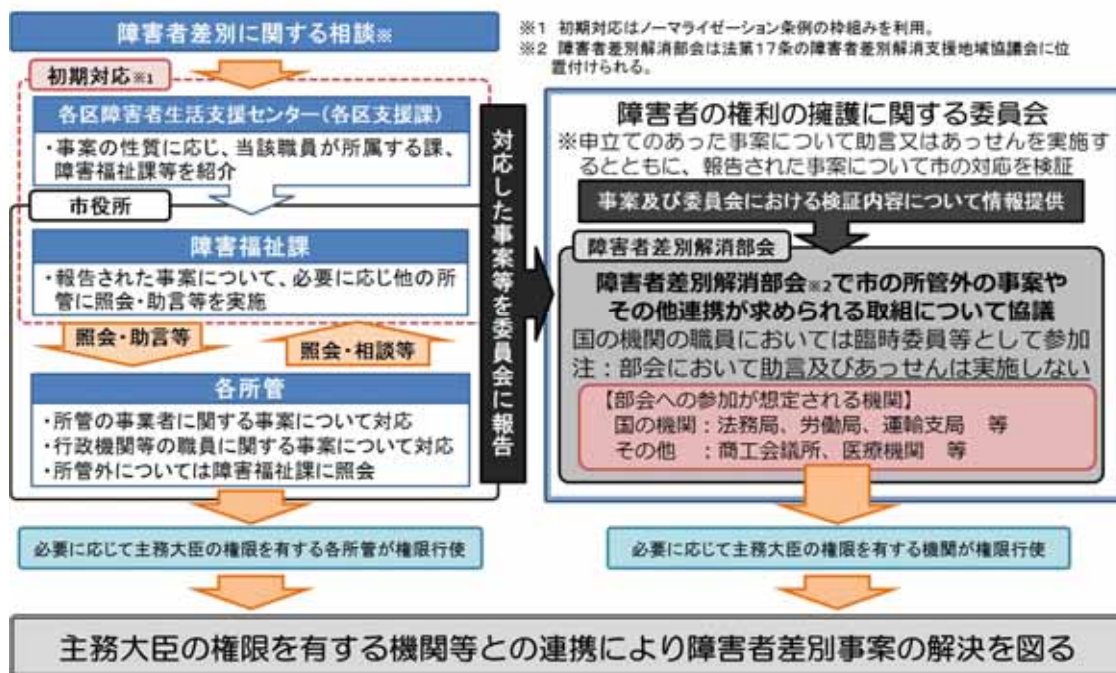 障害者差別に関する相談※
※1 初期対応はノーマライゼーション条例の枠組みを利用。
※2 障害者差別解消部会は法第17条の障害者差別解消支援地域協議会に位
置付けられる。
初期対応※1
各区障害者生活支援センター(各区支援課)
・事案の性質に応じ、当該職員が所属する課、
障害福祉課等を紹介
市役所
障害福祉課
・報告された事案について、必要に応じ他の所
管に照会・助言等を実施
照会・助言等
照会・相談等
各所管
・所管の事業者に関する事案について対応
・行政機関等の職員に関する事案について対応
・所管外については障害福祉課に照会
対応した事案等を委員会に報告
障害者の権利の擁護に関する委員会
※申立てのあった事案について助言又はあっせんを実施す
るとともに、報告された事案について市の対応を検証
事案及び委員会における検証内容について情報提供
障害者差別解消部会
障害者差別解消部会※2で市の所管外の事案や
その他連携が求められる取組について協議
国の機関の職員においては臨時委員等として参加
注:部会において助言及びあっせんは実施しない
【部会への参加が想定される機関】
国の機関:法務局、労働局、運輸支局 等
その他 :商工会議所、医療機関 等
必要に応じて主務大臣の権限を有する各所管が権限行使
必要に応じて主務大臣の権限を有する機関が権限行使
主務大臣の権限を有する機関等との連携により障害者差別事案の解決を図る